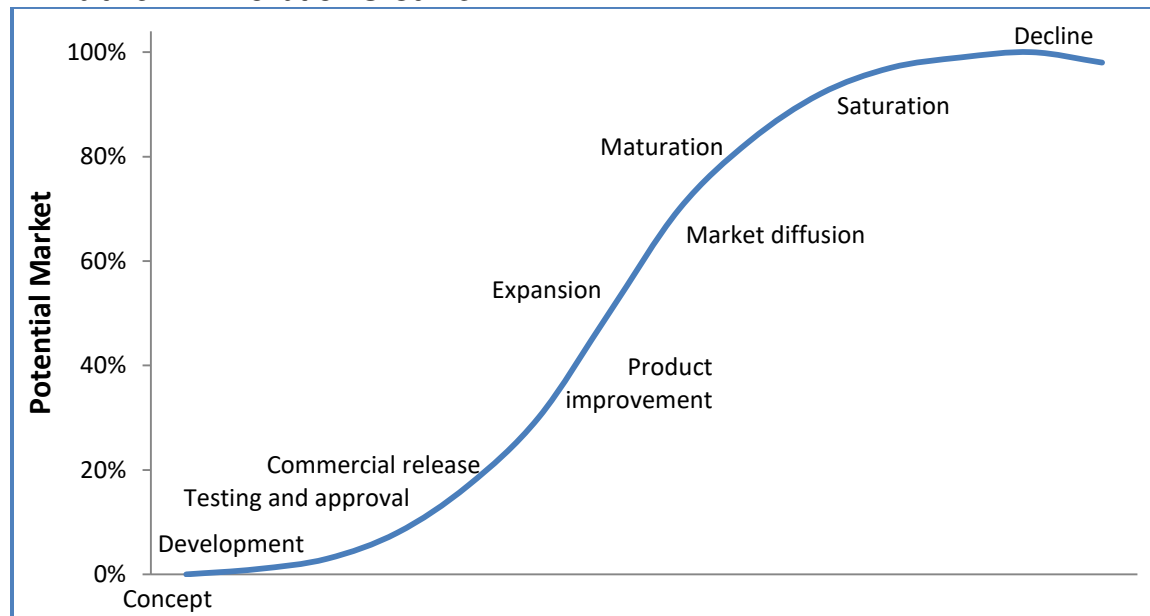 Decline
100%
Saturation
Maturation
80%
Market diffusion
60%
Expansion
Potential Market
40%
Product
improvement
Commercial release
20%
Testing and approval
Development
0%
Concept